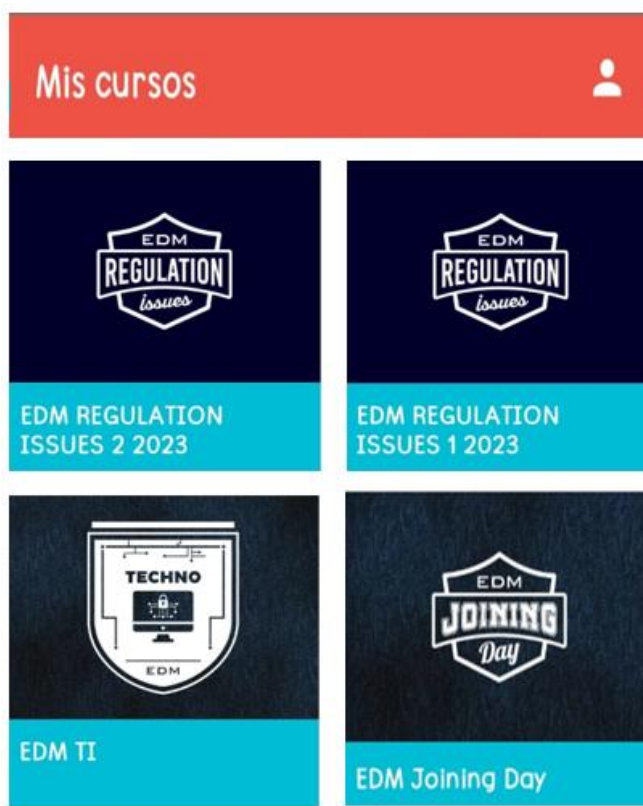 Mis cursos
EDM
REGULATION
issues
EDM
REGULATION
issues
EDM REGULATION
ISSUES 2 2023
EDM REGULATION
ISSUES 1 2023
TECHNO
EDM
EDM
JOINING
Day
EDM TI
EDM Joining Day